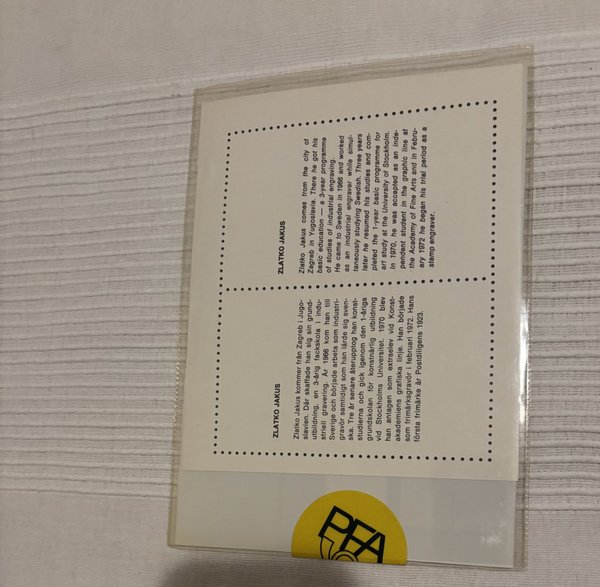 ZLATKO JAKUS
Zlatko Jakus kommer från Zagreb i Jugo-
slavien. Där skaffade han sig sin grund-
utbildning, en 3-årig fackskola i indu-
striell gravering. År 1966 kom han till
Sverige och började arbeta som industri-
gravör samtidigt som han lärde sig sven-
ska. Tre år senare återupptog han konst-
studierna och gick igenom den 1-åriga
grundskolan för konstnärlig utbildning
vid Stockholms Universitet. 1970 blev
han antagen som extraelev vid Konst-
akademiens grafiska linje. Han började
som frimärksgravör i februari 1972. Hans
första frimärke är Postdiligens 1923.
ZLATKO JAKUS
Zlatko Jakus comes from the city of
Zagreb in Yugoslavia. There he got his
basic education – a 3-year programme
of studies of industrial engraving.
He came to Sweden in 1966 and worked
as an industrial engraver while simul-
taneously studying Swedish. Three years
later he resumed his studies and com-
pleted the 1-year basic programme for
art study at the University of Stockholm.
In 1970, he was accepted as an inde-
pendent student in the graphic line at
the Academy of Fine Arts and in Febru-
ary 1972 he began his trial period as a
stamp engraver.
PFA